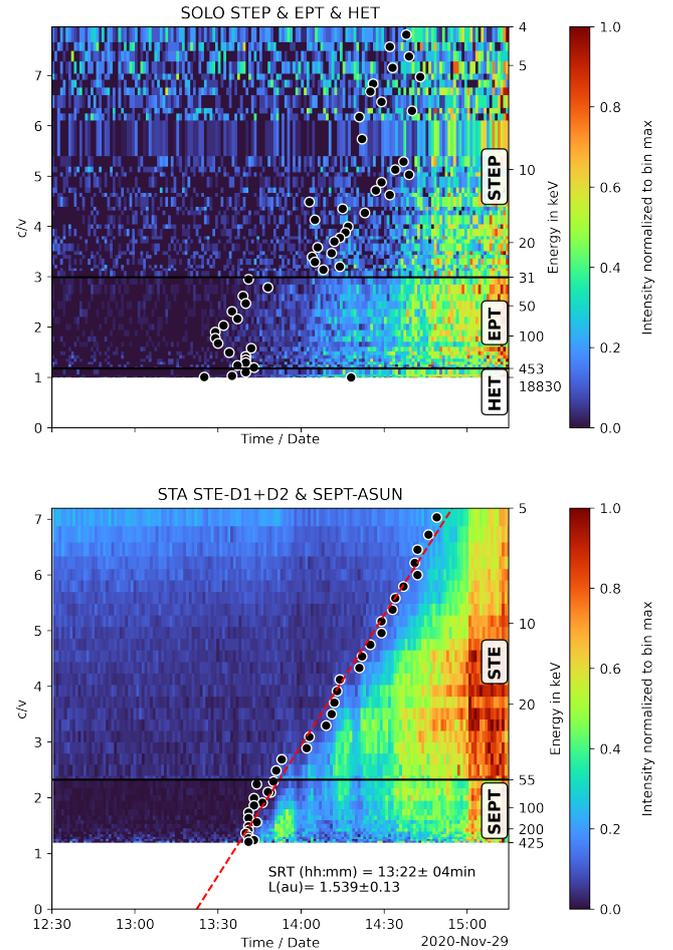 SOLO STEP & EPT & HET
7
6
5
4
3
2
1
0
c/v
Time / Date
4
5
10
20
31
50
100
453
18830
Energy in keV
STEP
EPT
HET
1.0
0.8
0.6
0.4
0.2
0.0
Intensity normalized to bin max
STA STE-D1+D2 & SEPT-ASUN
7
6
5
4
3
2
1
0
c/v
5
10
20
55
100
200
425
Energy in keV
STE
SEPT
SRT (hh:mm) = 13:22± 04min
L(au)= 1.539±0.13
12:30 13:00 13:30 14:00 14:30 15:00
Time / Date
2020-Nov-29
1.0
0.8
0.6
0.4
0.2
0.0
Intensity normalized to bin max